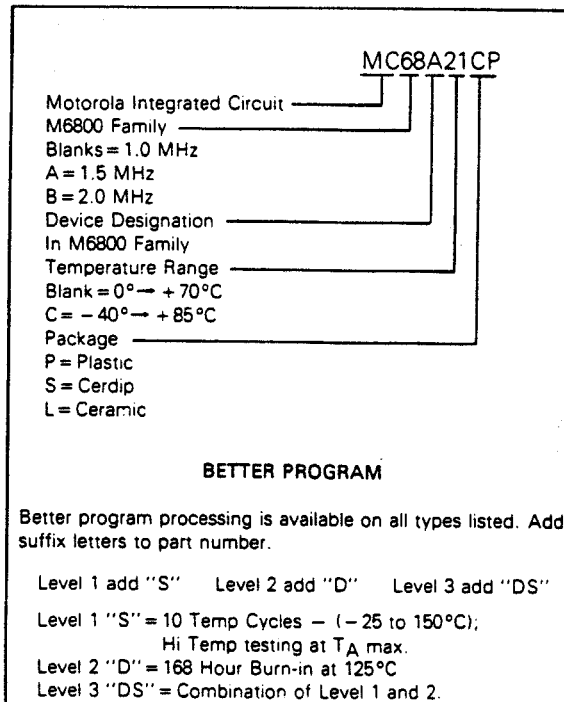 MC68A21CP
Motorola Integrated Circuit
M6800 Family
Blanks = 1.0 MHz
A = 1.5 MHz
B = 2.0 MHz
Device Designation
In M6800 Family
Temperature Range
Blank = 0° → +70°C
C = -40° → +85°C
Package
P = Plastic
S = Cerdip
L = Ceramic
BETTER PROGRAM
Better program processing is available on all types listed. Add
suffix letters to part number.
Level 1 add "S" Level 2 add "D" Level 3 add "DS"
Level 1 "S" = 10 Temp Cycles – (-25 to 150°C);
Hi Temp testing at TA max.
Level 2 "D" = 168 Hour Burn-in at 125°C
Level 3 "DS" = Combination of Level 1 and 2.